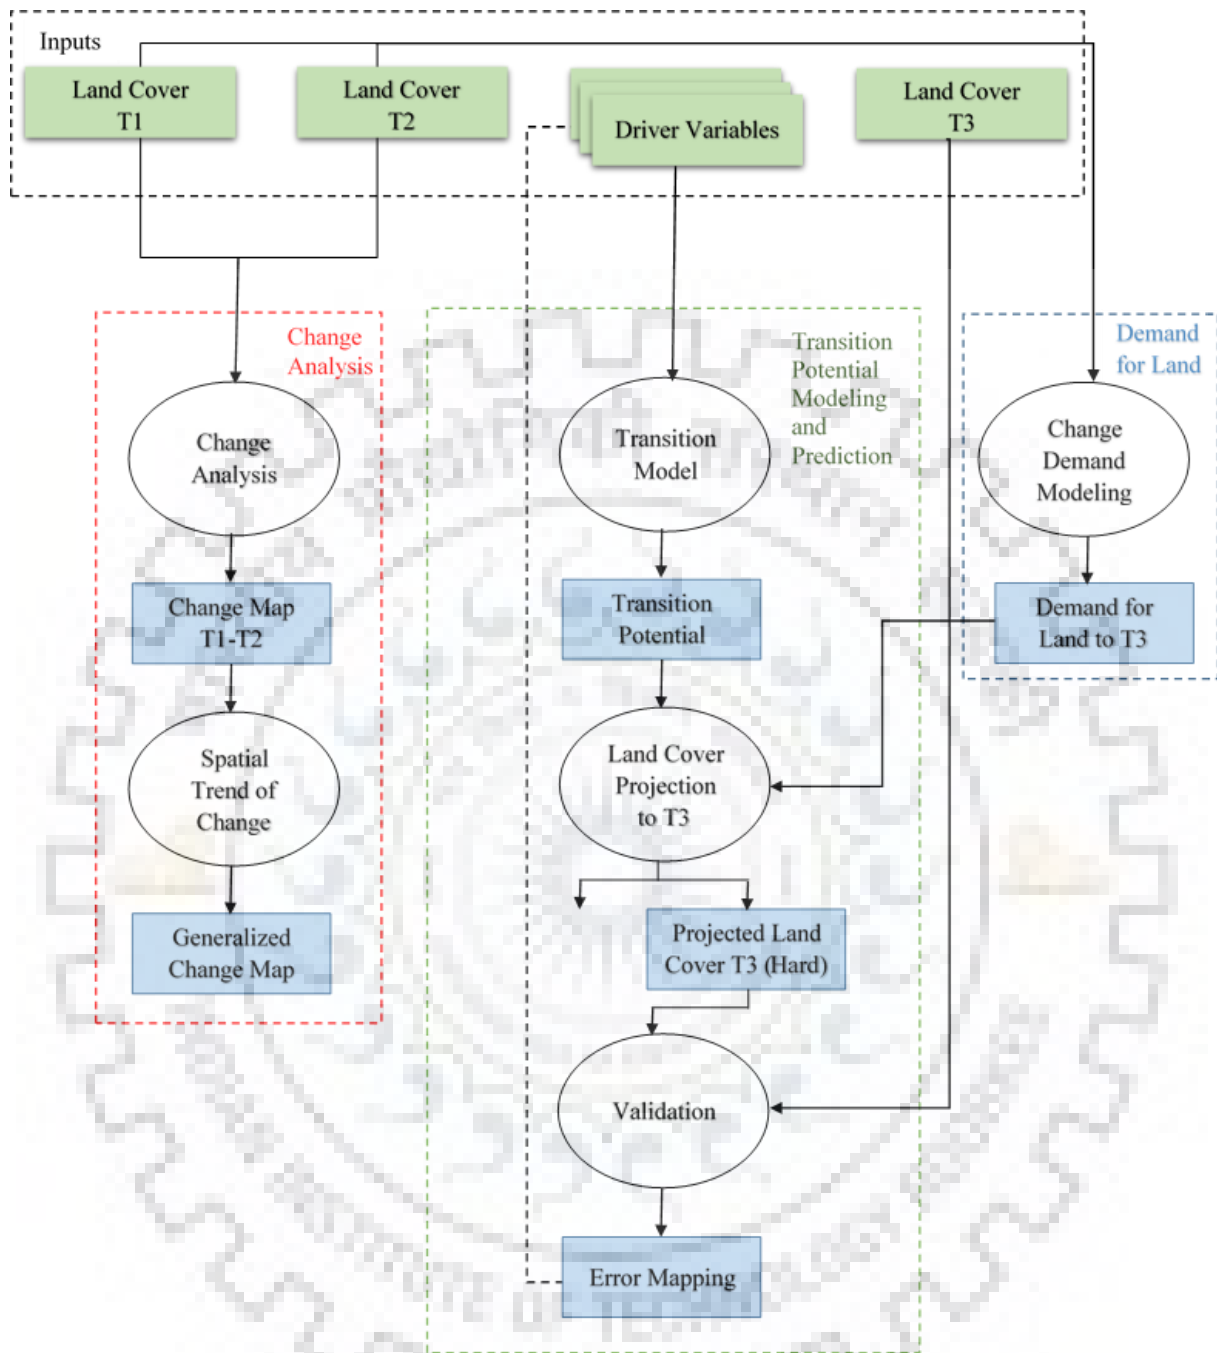 Inputs
Land Cover
T1
Land Cover
T2
Driver Variables
Land Cover
T3
Change
Analysis
Change
Analysis
Change Map
T1-T2
Spatial
Trend of
Change
Generalized
Change Map
Transition
Potential
Modeling
and
Prediction
Transition
Model
Transition
Potential
Land Cover
Projection
to T3
Projected Land
Cover T3 (Hard)
Validation
Error Mapping
Demand
for Land
Change
Demand
Modeling
Demand for
Land to T3